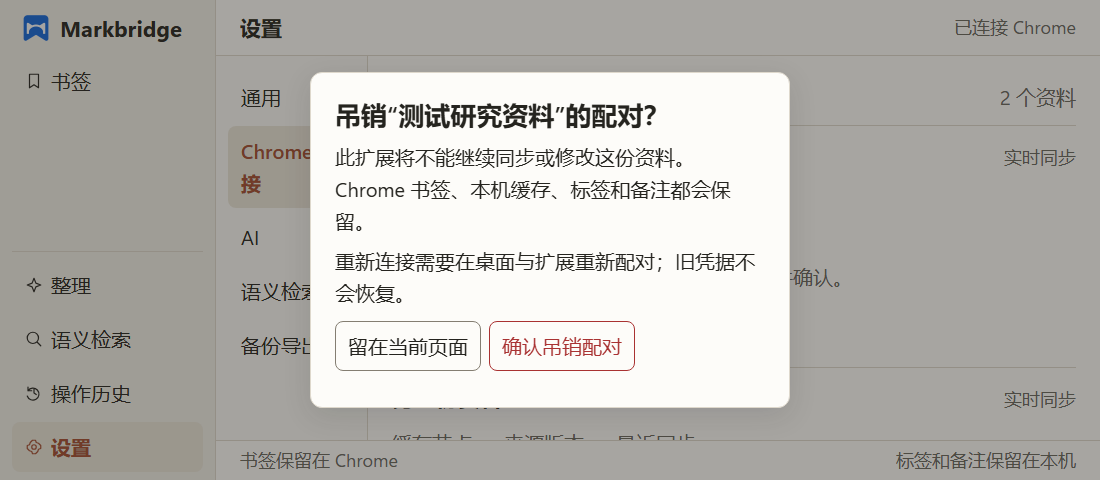 Markbridge
书签
整理
语义检索
操作历史
设置
设置
已连接 Chrome
通用
Chrome
接
AI
语义检索
备份导出
2 个资料
实时同步
确认。
实时同步
吊销“测试研究资料”的配对？
此扩展将不能继续同步或修改这份资料。
Chrome 书签、本机缓存、标签和备注都会保
留。
重新连接需要在桌面与扩展重新配对；旧凭据不
会恢复。
留在当前页面
确认吊销配对
书签保留在 Chrome
标签和备注保留在本机